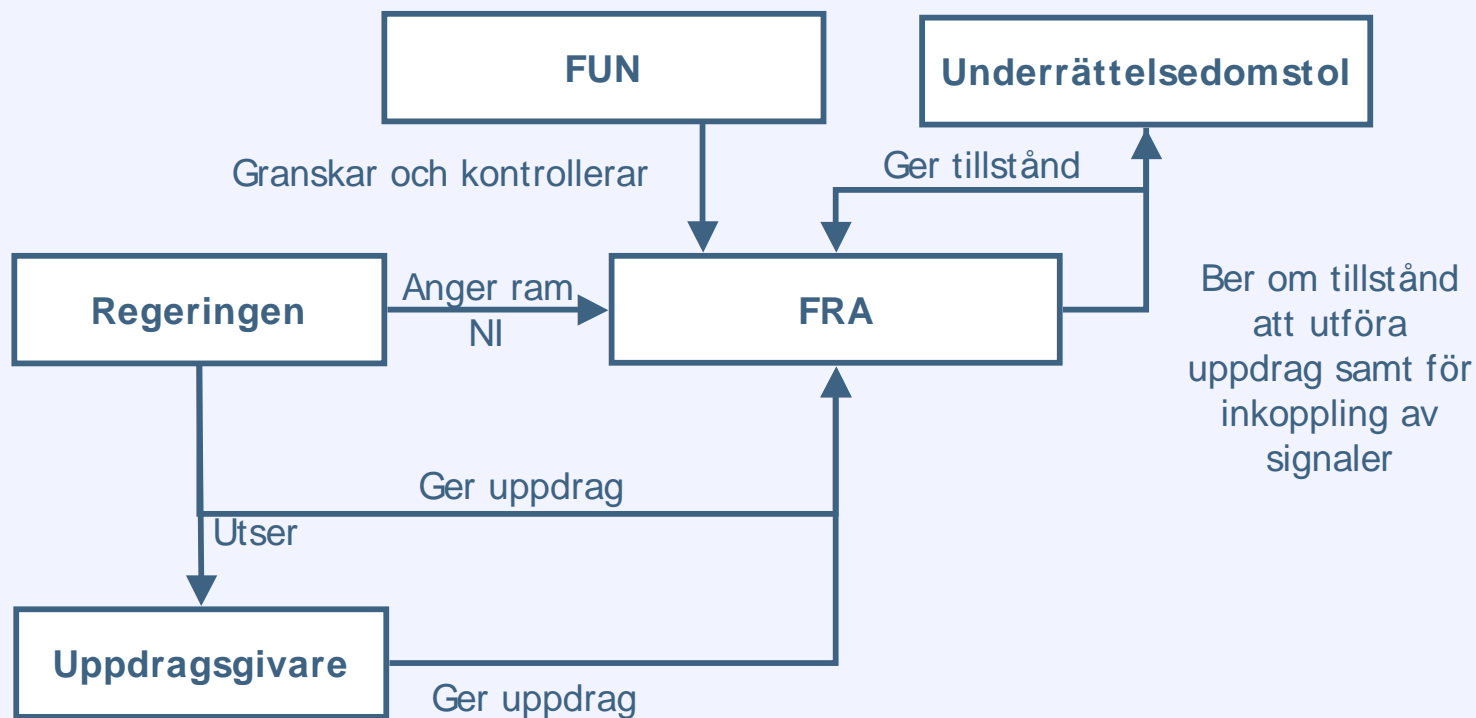 FUN
Underrättelsedomstol
Granskar och kontrollerar
Ger tillstånd
Regeringen
Anger ram
NI
FRA
Ber om tillstånd
att utföra
uppdrag samt för
inkoppling av
signaler
Ger uppdrag
Utser
Uppdragsgivare
Ger uppdrag